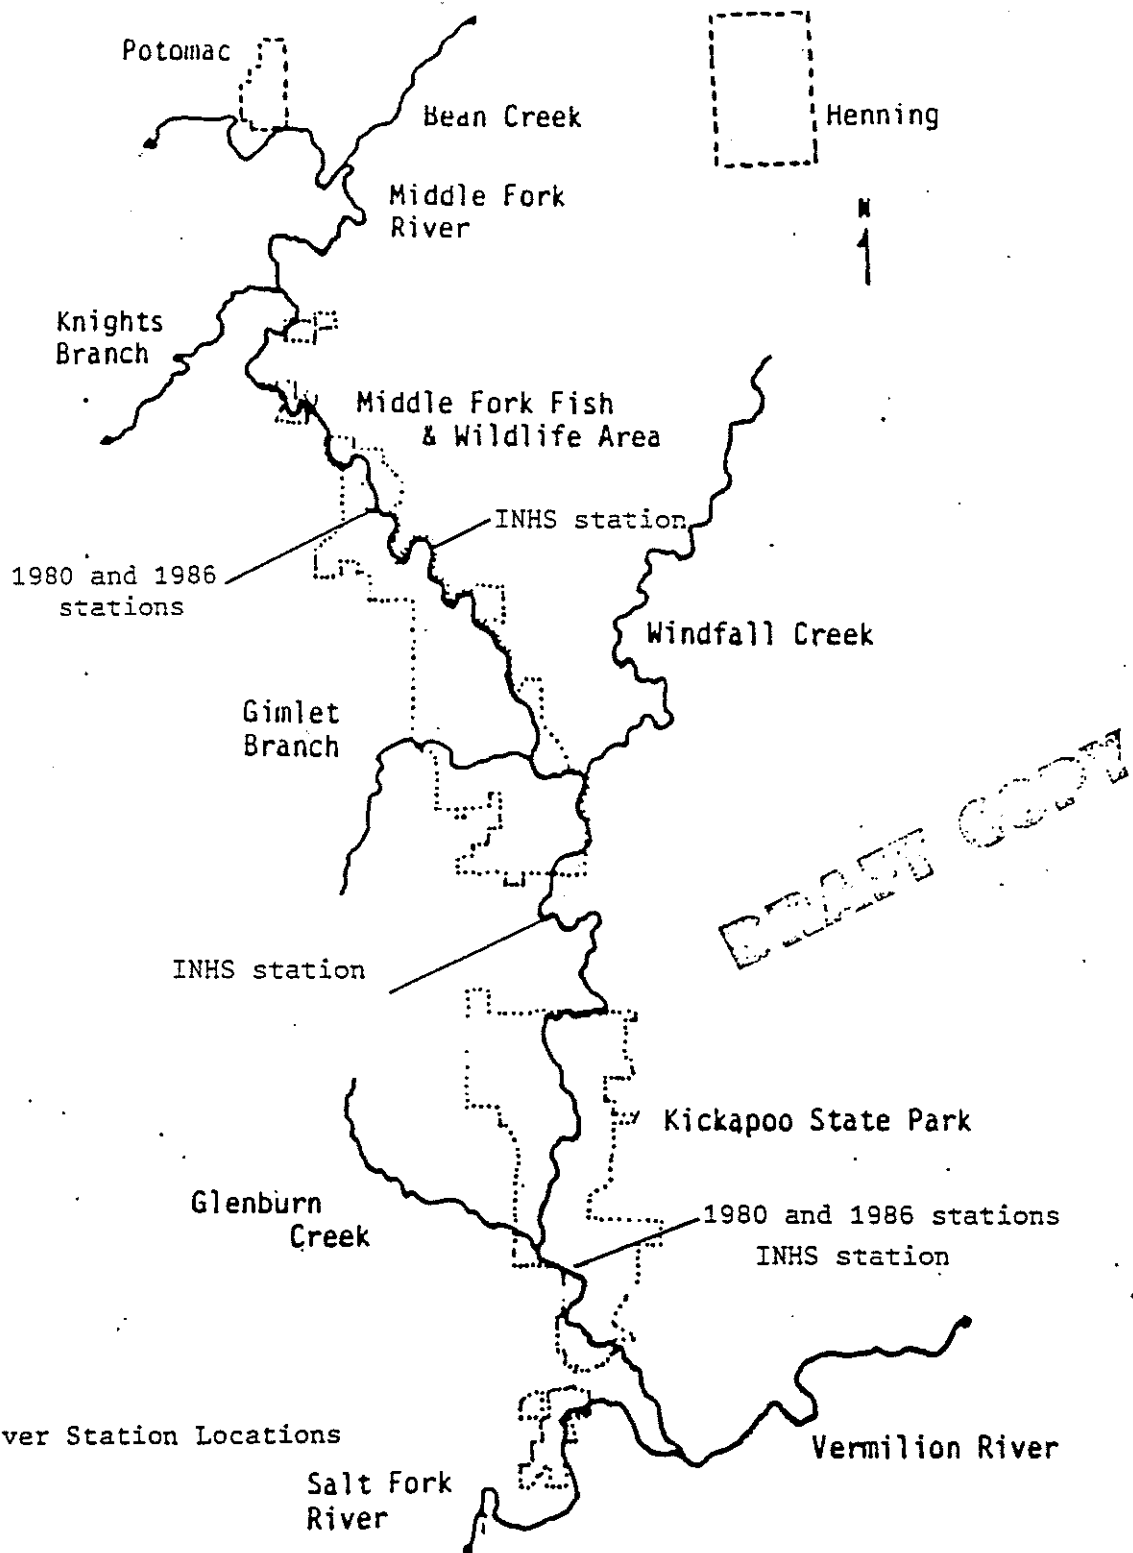 Potomac
Bean Creek
Henning
Middle Fork
River
N
Knights
Branch
Middle Fork Fish
& Wildlife Area
INHS station
1980 and 1986
stations
Windfall Creek
Gimlet
Branch
DRAFT COPY
INHS station
Kickapoo State Park
Glenburn
Creek
1980 and 1986 stations
INHS station
ver Station Locations
Vermilion River
Salt Fork
River